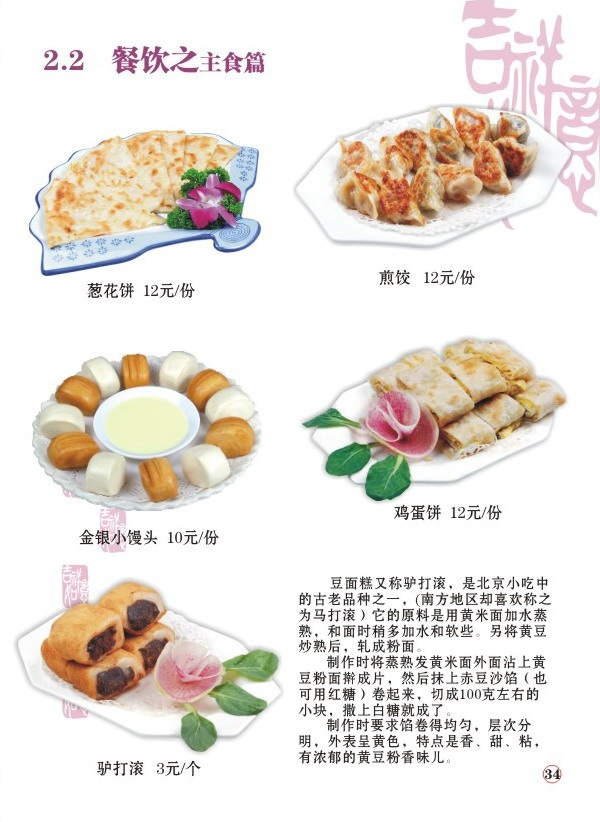 2.2 餐饮之主食篇
吉祥
意
葱花饼 12元/份
煎饺 12元/份
金银小馒头 10元/份
鸡蛋饼 12元/份
豆面糕又称驴打滚，是北京小吃中
的古老品种之一，(南方地区却喜欢称之
为马打滚）它的原料是用黄米面加水蒸
熟，和面时稍多加水和软些。另将黄豆
炒熟后，轧成粉面。
制作时将蒸熟发黄米面外面沾上黄
豆粉面擀成片，然后抹上赤豆沙馅（也
可用红糖）卷起来，切成100克左右的
小块，撒上白糖就成了。
制作时要求馅卷得均匀，层次分
明，外表呈黄色，特点是香、甜、粘，
有浓郁的黄豆粉香味儿。
驴打滚 3元/个
34